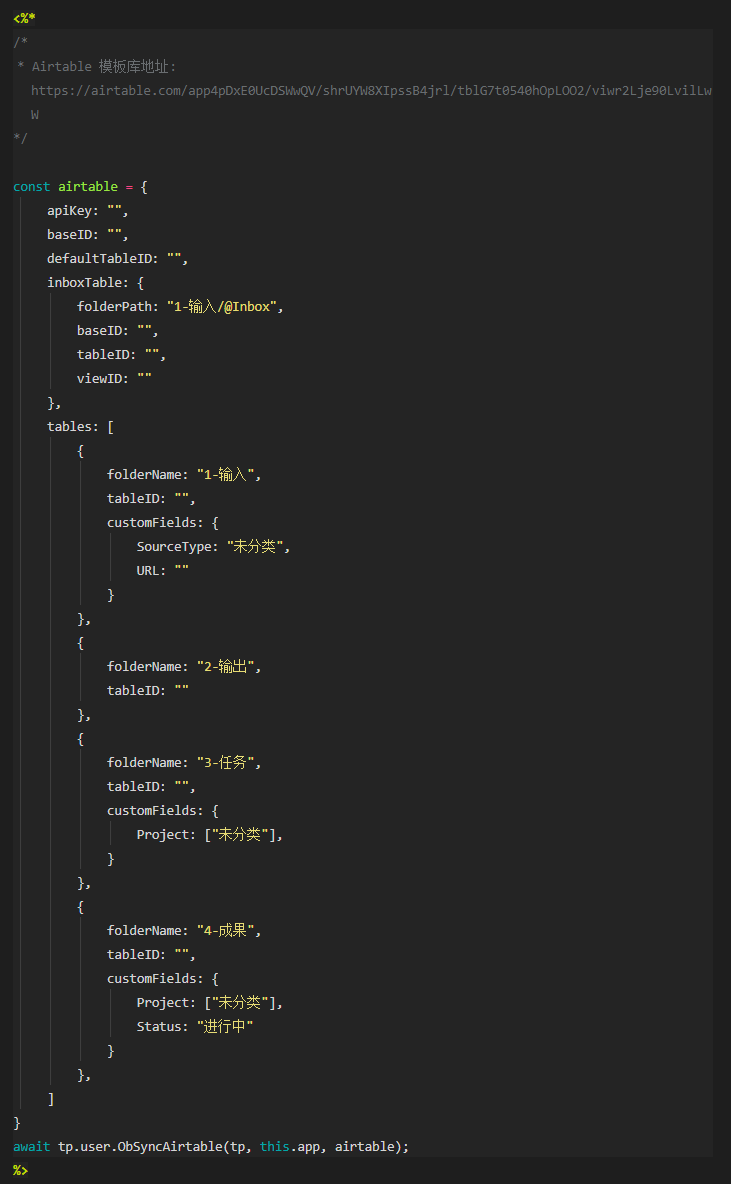 <%*
/*
 * Airtable 模板库地址:
https://airtable.com/app4pDxE0UcDSWwQV/shrUYW8XIpssB4jrl/tblG7t0540hOpLOO2/viwr2Lje90LvilLw
W
*/
const airtable = {
apiKey: "",
baseID: "",
defaultTableID: "",
inboxTable: {
folderPath: "1-输入/@Inbox",
baseID: "",
tableID: "",
viewID: ""
},
tables: [
{
folderName: "1-输入",
tableID: "",
customFields: {
SourceType: "未分类",
URL: ""
}
},
{
folderName: "2-输出",
tableID: ""
},
{
folderName: "3-任务",
tableID: "",
customFields: {
Project: ["未分类"],
}
},
{
folderName: "4-成果",
tableID: "",
customFields: {
Project: ["未分类"],
Status: "进行中"
}
},
]
}
await tp.user.ObSyncAirtable(tp, this.app, airtable);
%>